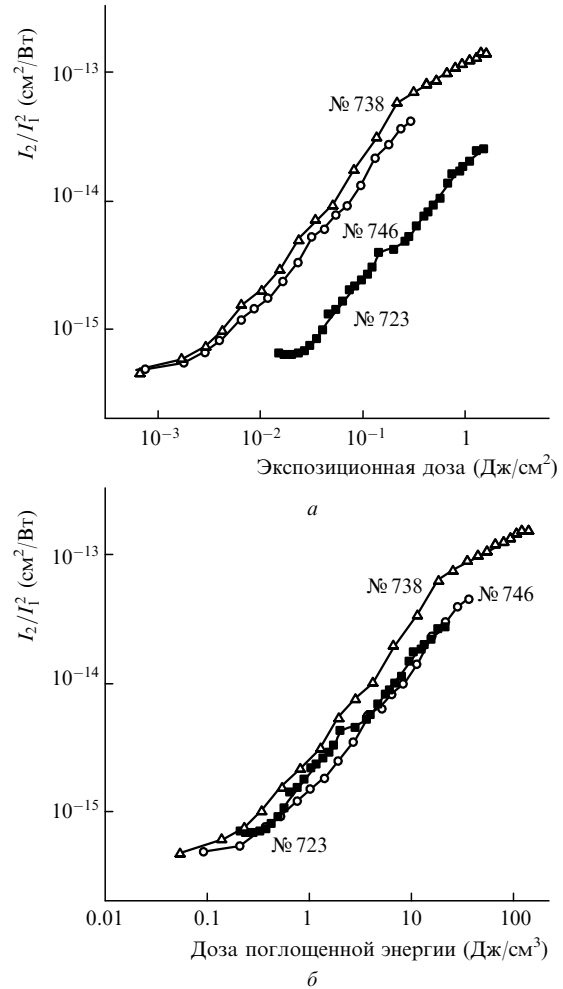 I₂/I₁² (см²/Вт)
10⁻¹³
10⁻¹⁴
10⁻¹⁵
№ 738
№ 746
№ 723
10⁻³ 10⁻² 10⁻¹ 1
Экспозиционная доза (Дж/см²)
а
I₂/I₁² (см²/Вт)
10⁻¹³
10⁻¹⁴
10⁻¹⁵
№ 738
№ 746
№ 723
0.01 0.1 1 10 100
Доза поглощенной энергии (Дж/см³)
б